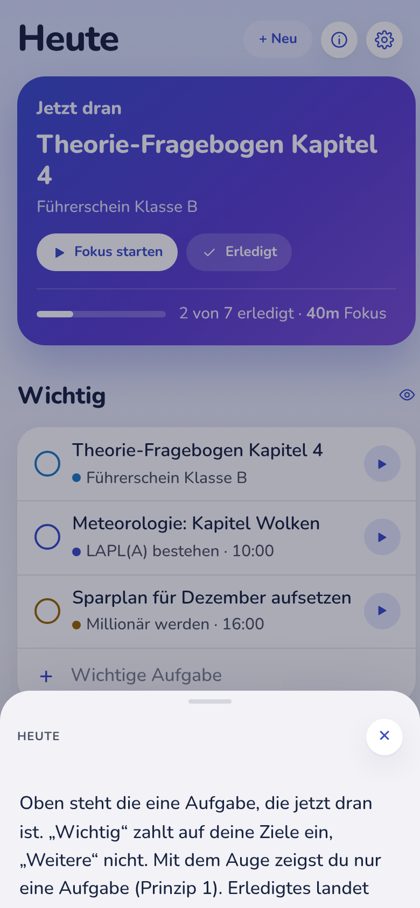 Heute
+ Neu
Jetzt dran
Theorie-Fragebogen Kapitel
4
Führerschein Klasse B
Fokus starten
Erledigt
2 von 7 erledigt · 40m Fokus
Wichtig
Theorie-Fragebogen Kapitel 4
Führerschein Klasse B
Meteorologie: Kapitel Wolken
LAPL(A) bestehen · 10:00
Sparplan für Dezember aufsetzen
Millionär werden · 16:00
+ Wichtige Aufgabe
HEUTE
Oben steht die eine Aufgabe, die jetzt dran
ist. „Wichtig“ zahlt auf deine Ziele ein,
„Weitere“ nicht. Mit dem Auge zeigst du nur
eine Aufgabe (Prinzip 1). Erledigtes landet